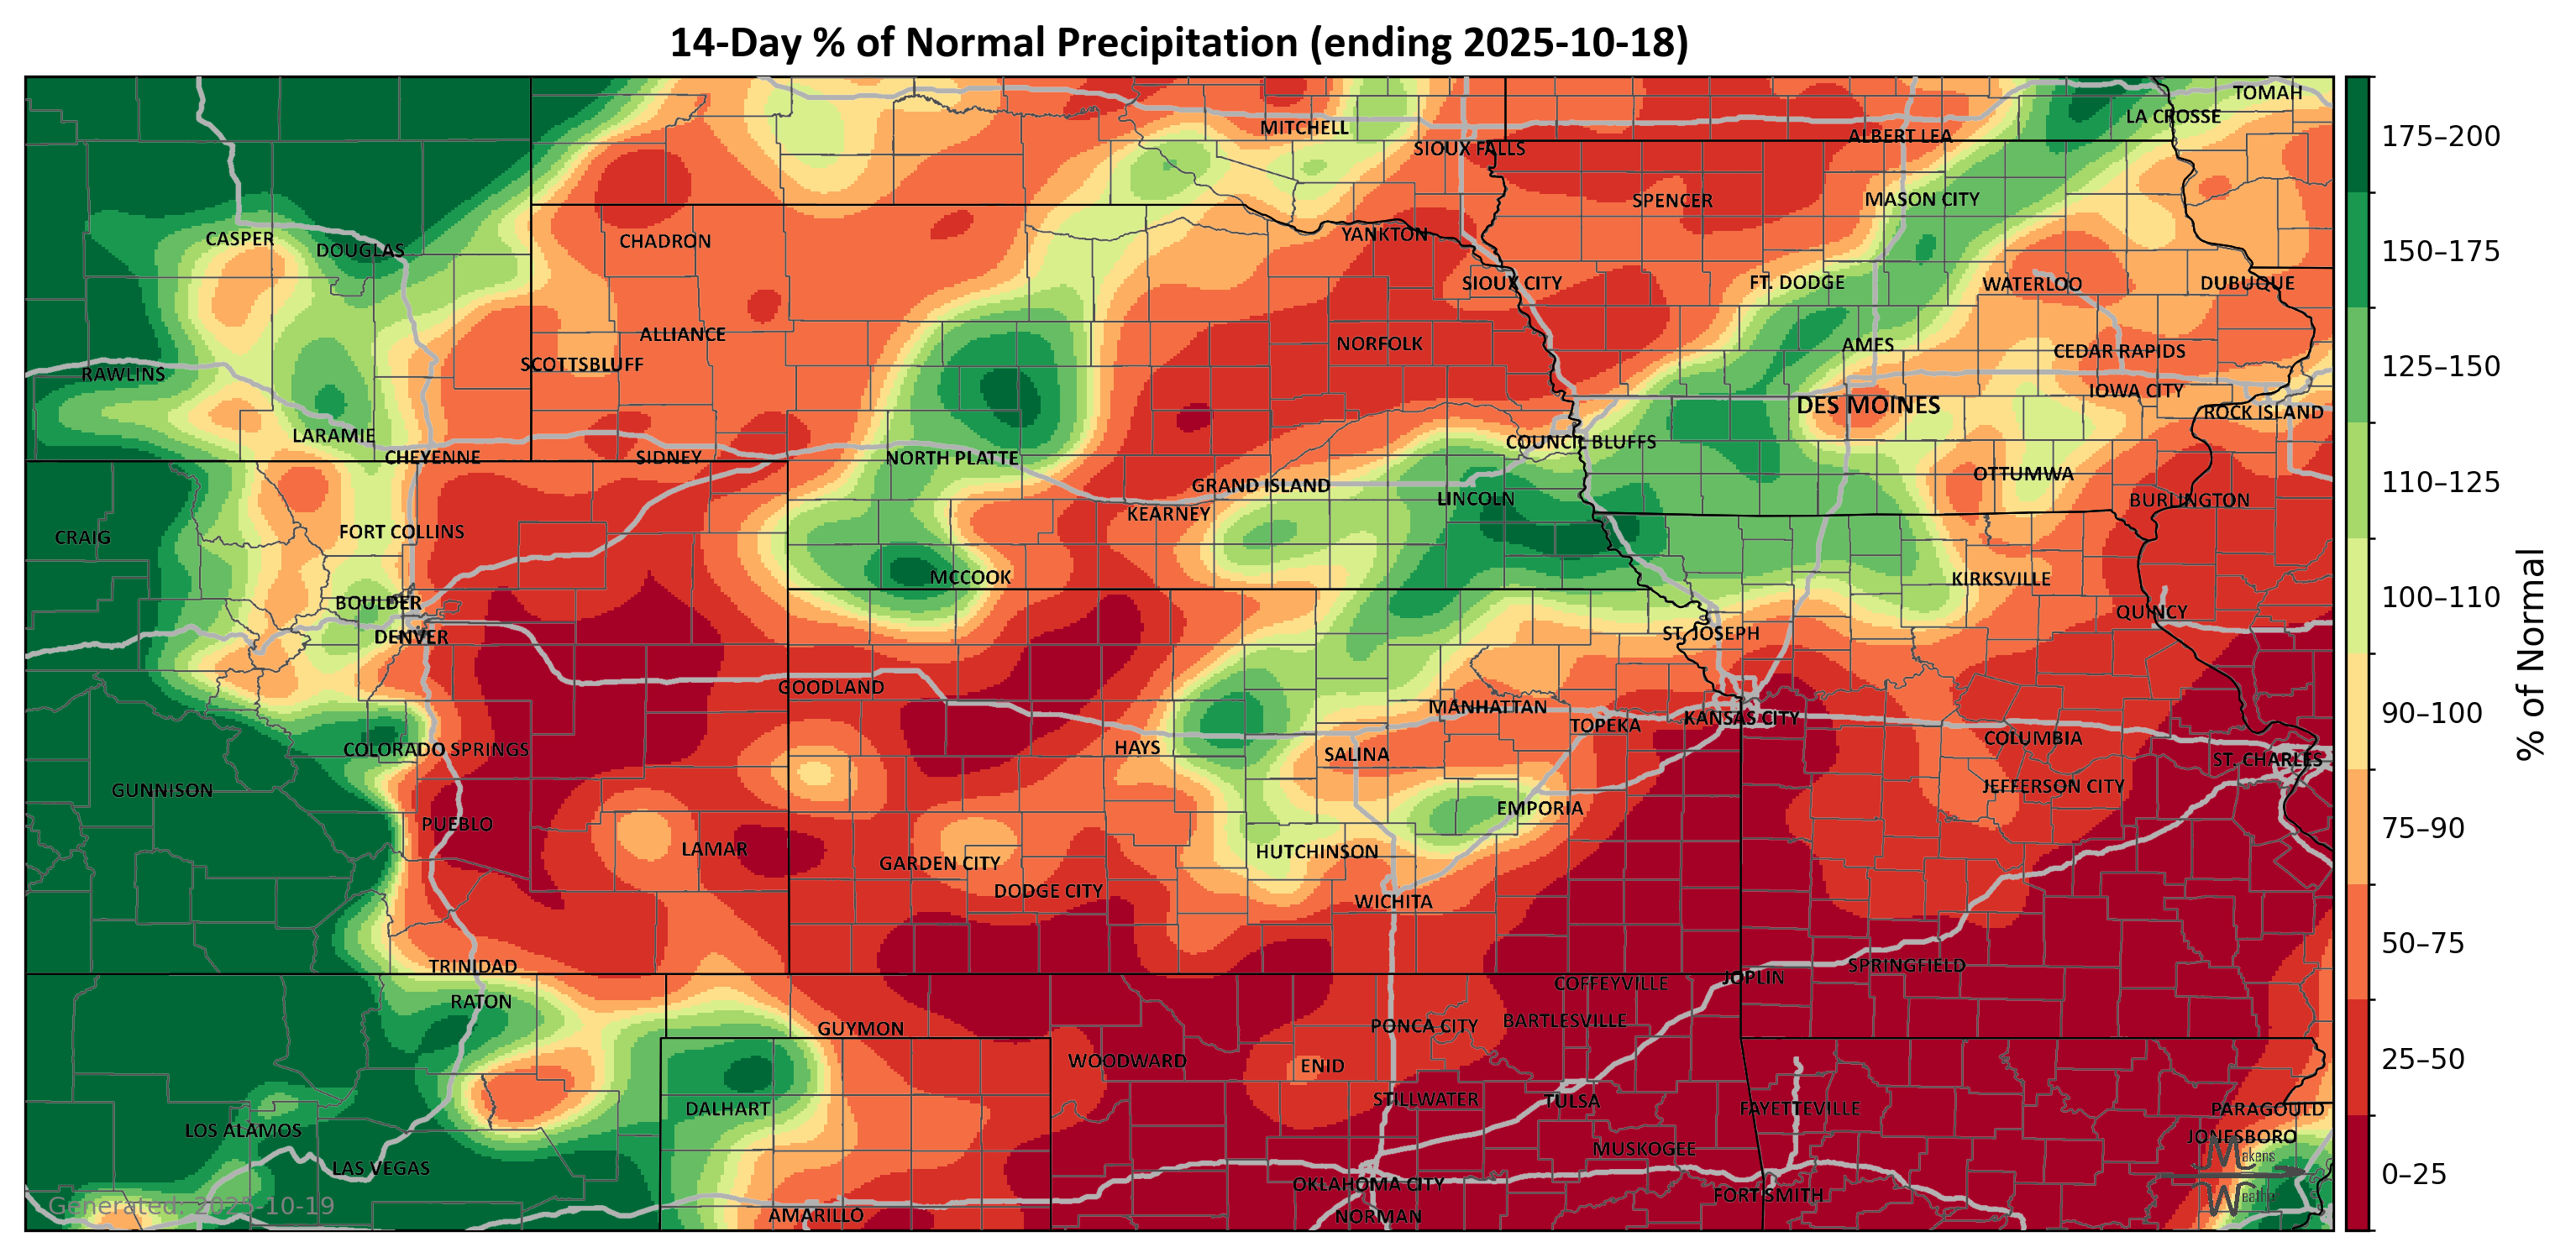 14-Day % of Normal Precipitation (ending 2025-10-18)
TOMAH
LA CROSSE
MITCHELL
ALBERT LEA
SIOUX FALLS
SPENCER
MASON CITY
CASPER
DOUGLAS
CHADRON
YANKTON
SIOUX CITY
FT. DODGE
WATERLOO
DUBUQUE
ALLIANCE
NORFOLK
AMES
CEDAR RAPIDS
SCOTTSBLUFF
RAWLINS
IOWA CITY
DES MOINES
ROCK ISLAND
LARAMIE
COUNCIL BLUFFS
CHEYENNE
SIDNEY
NORTH PLATTE
OTTUMWA
GRAND ISLAND
LINCOLN
BURLINGTON
KEARNEY
FORT COLLINS
CRAIG
MCCOOK
KIRKSVILLE
BOULDER
QUINCY
DENVER
ST. JOSEPH
GOODLAND
MANHATTAN
KANSAS CITY
TOPEKA
COLUMBIA
COLORADO SPRINGS
HAYS
SALINA
ST. CHARLES
GUNNISON
JEFFERSON CITY
EMPORIA
PUEBLO
LAMAR
HUTCHINSON
GARDEN CITY
DODGE CITY
WICHITA
TRINIDAD
SPRINGFIELD
JOPLIN
COFFEYVILLE
RATON
BARTLESVILLE
GUYMON
PONCA CITY
WOODWARD
ENID
STILLWATER
TULSA
DALHART
FAYETTEVILLE
PARAGOULD
LOS ALAMOS
JONESBORO
MUSKOGEE
LAS VEGAS
OKLAHOMA CITY
FORT SMITH
AMARILLO
NORMAN
Generated: 2025-10-19
Makens
Weather
175–200
150–175
125–150
110–125
100–110
90–100
75–90
50–75
25–50
0–25
% of Normal